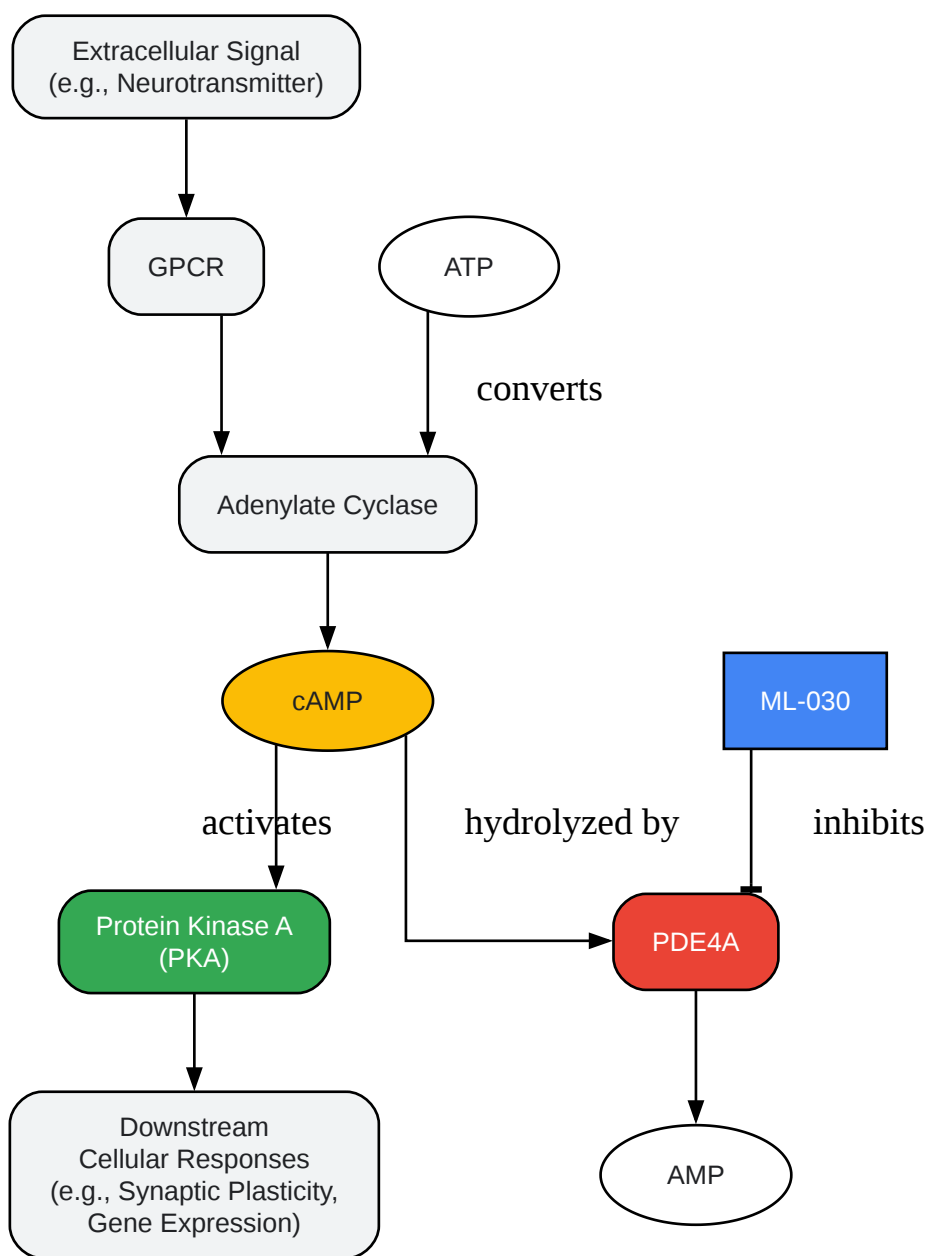 Extracellular Signal
(e.g., Neurotransmitter)
GPCR
ATP
converts
Adenylate Cyclase
cAMP
ML-030
activates
hydrolyzed by
inhibits
Protein Kinase A
(PKA)
PDE4A
Downstream
Cellular Responses
(e.g., Synaptic Plasticity,
Gene Expression)
AMP